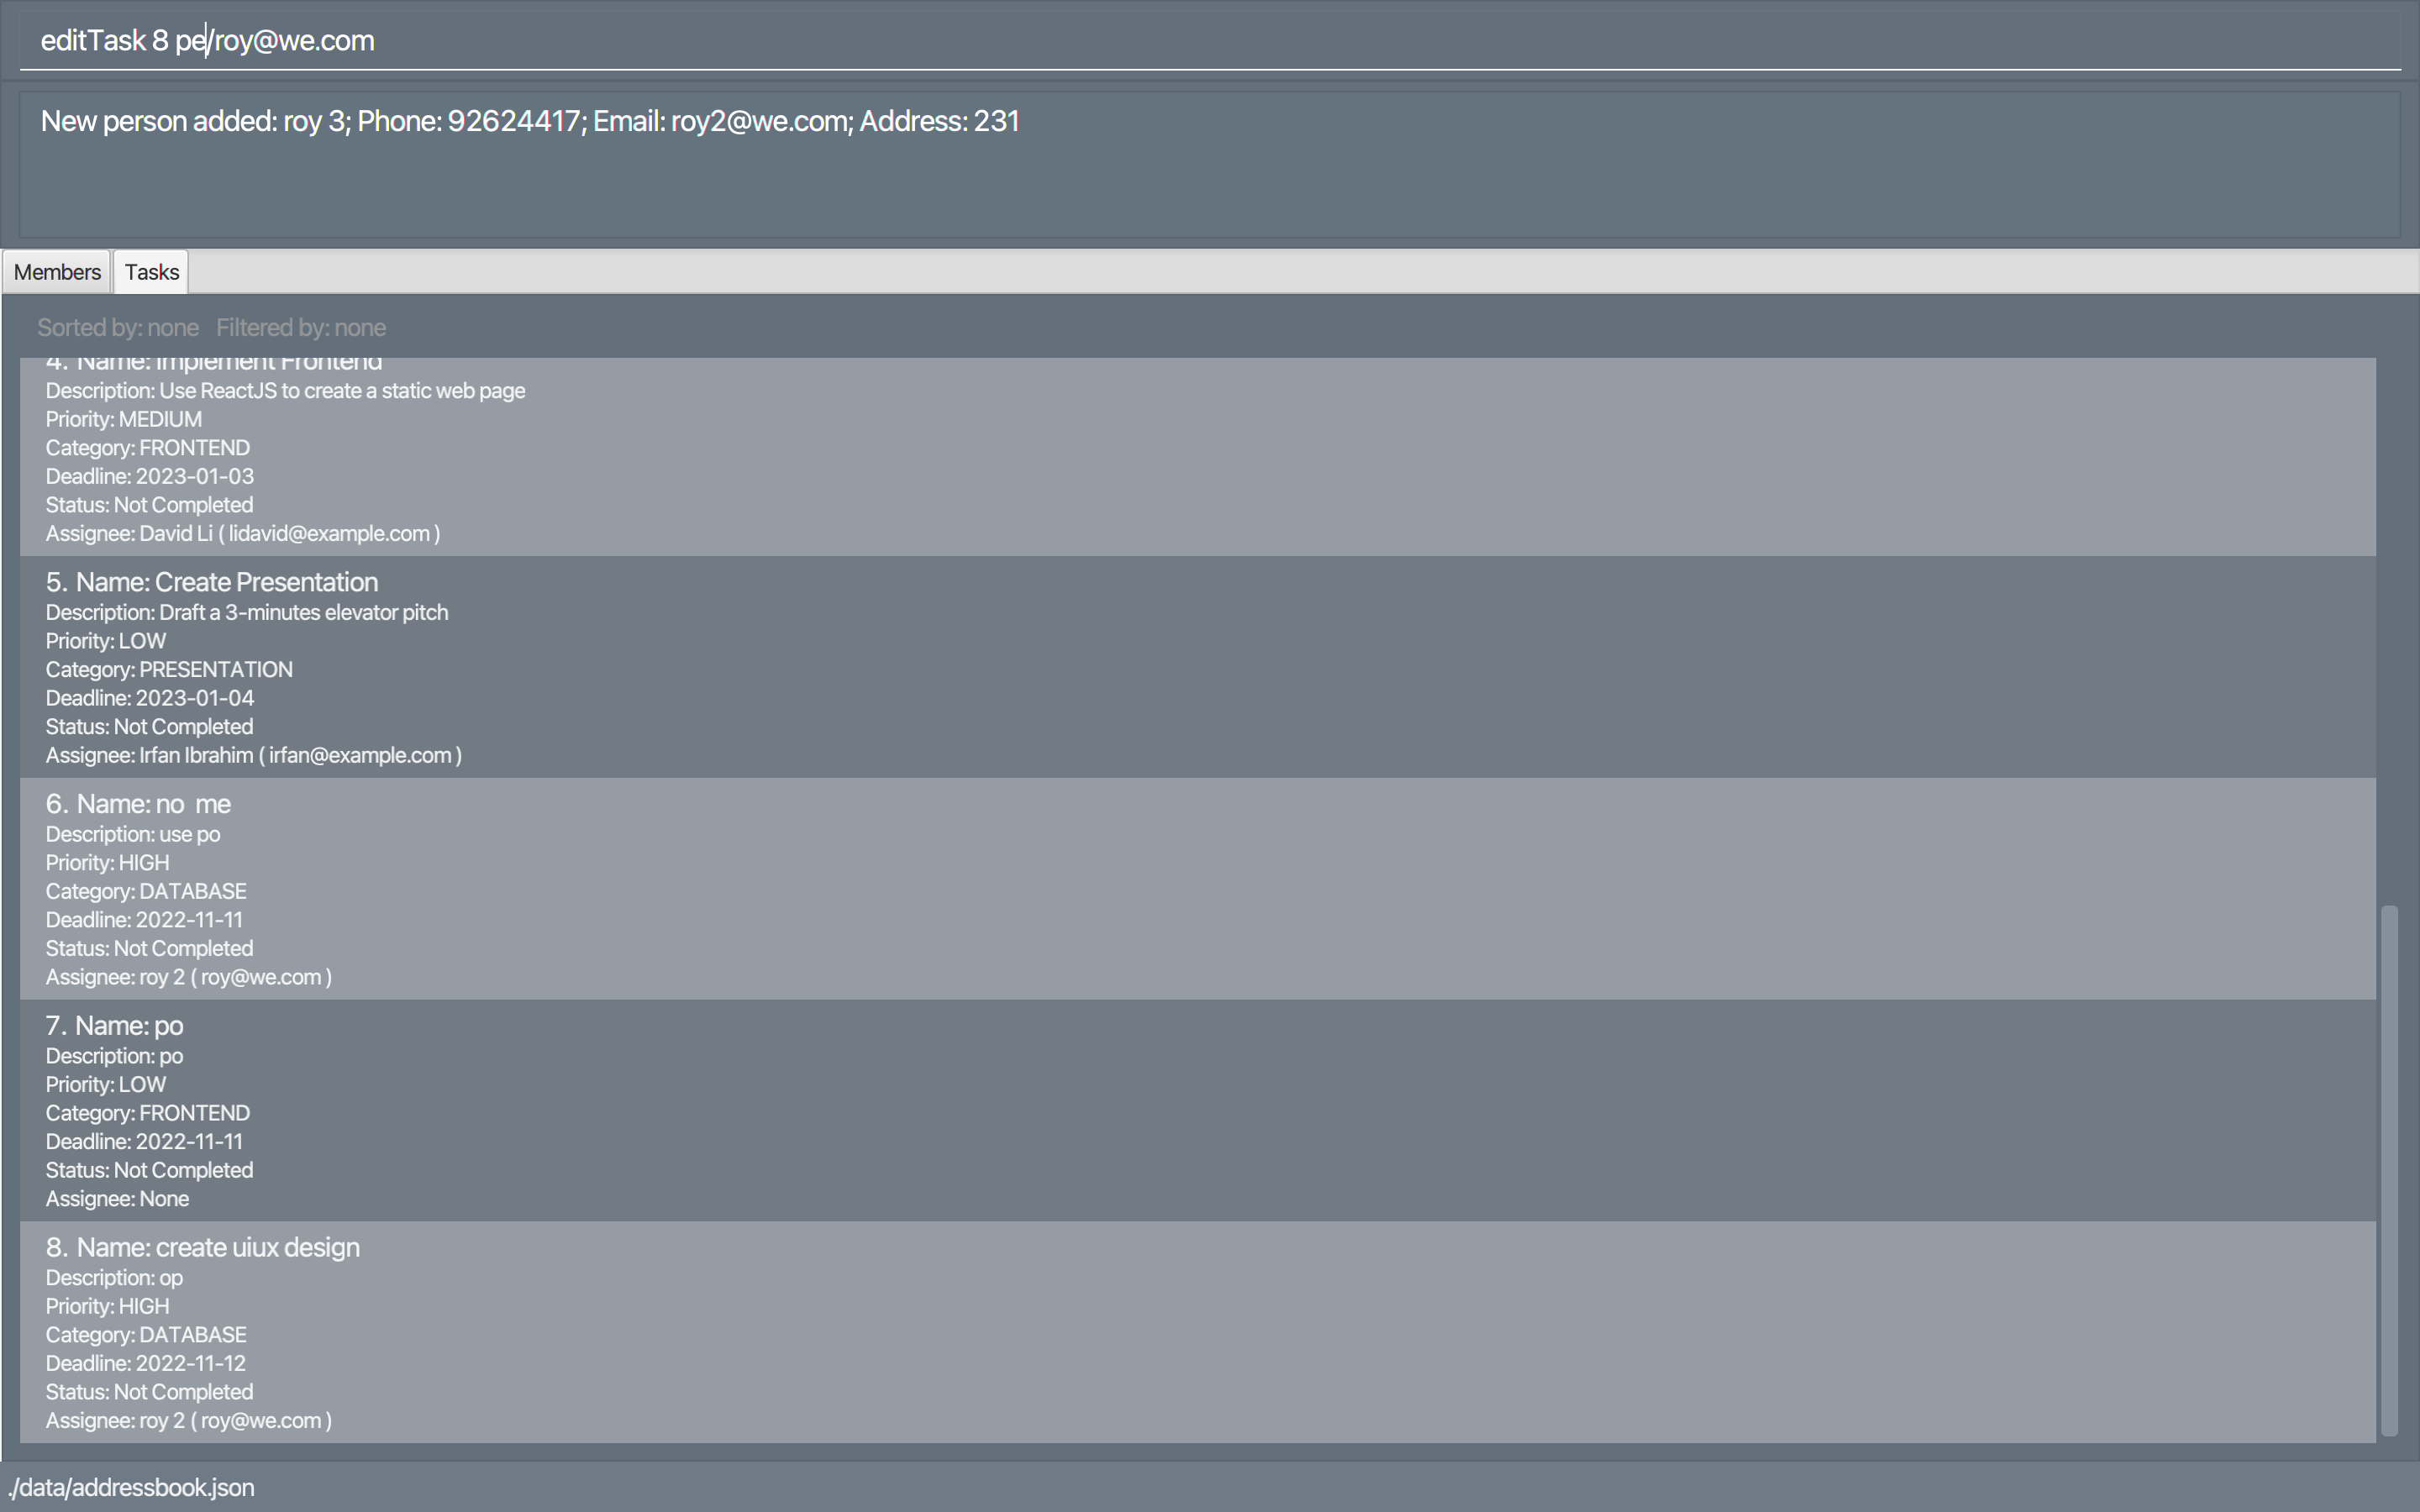 editTask 8 pe/roy@we.com
New person added: roy 3; Phone: 92624417; Email: roy2@we.com; Address: 231
Members Tasks
Sorted by: none Filtered by: none
4. Name: Implement Frontend
Description: Use ReactJS to create a static web page
Priority: MEDIUM
Category: FRONTEND
Deadline: 2023-01-03
Status: Not Completed
Assignee: David Li ( lidavid@example.com )
5. Name: Create Presentation
Description: Draft a 3-minutes elevator pitch
Priority: LOW
Category: PRESENTATION
Deadline: 2023-01-04
Status: Not Completed
Assignee: Irfan Ibrahim ( irfan@example.com )
6. Name: no  me
Description: use po
Priority: HIGH
Category: DATABASE
Deadline: 2022-11-11
Status: Not Completed
Assignee: roy 2 ( roy@we.com )
7. Name: po
Description: po
Priority: LOW
Category: FRONTEND
Deadline: 2022-11-11
Status: Not Completed
Assignee: None
8. Name: create uiux design
Description: op
Priority: HIGH
Category: DATABASE
Deadline: 2022-11-12
Status: Not Completed
Assignee: roy 2 ( roy@we.com )
./data/addressbook.json